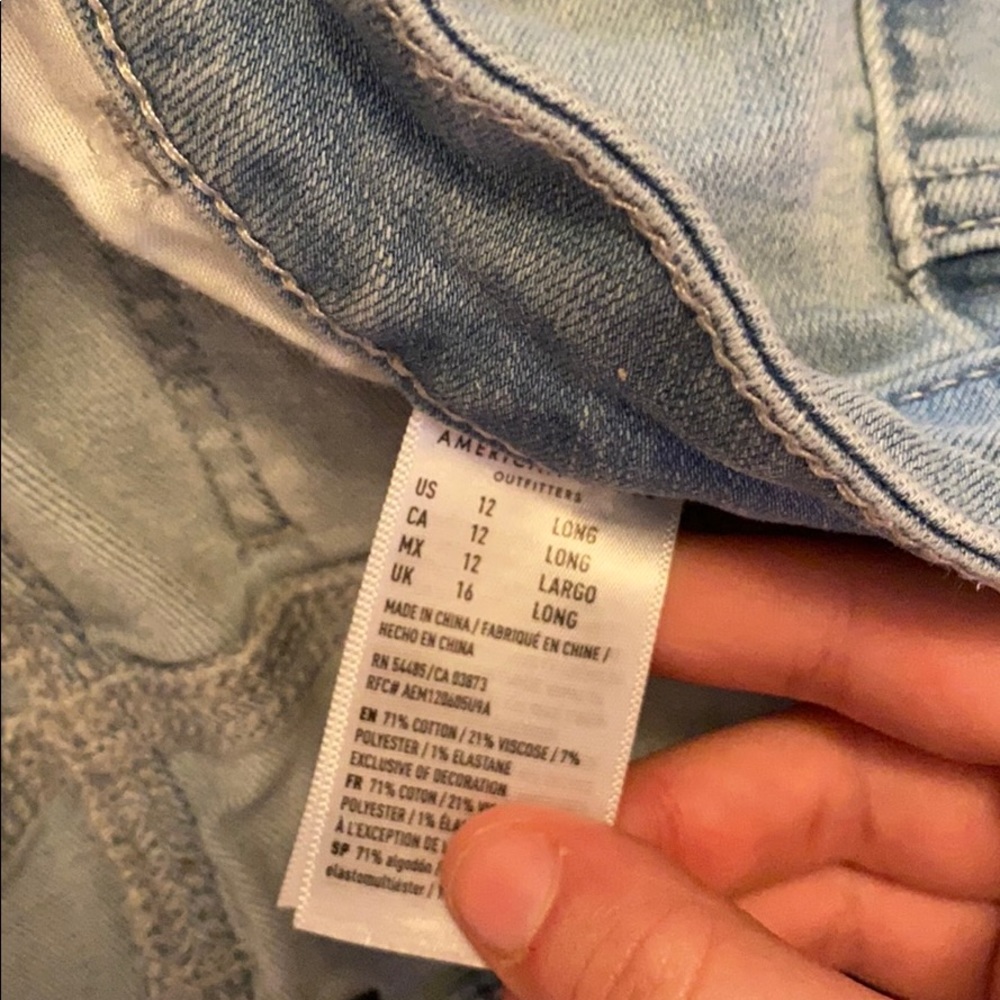 OUTFITTERS
US 12 LONG
CA 12 LONG
MX 12 LARGO
UK 16 LONG
MADE IN CHINA / FABRIQUÉ EN CHINE /
HECHO EN CHINA
RN 54485/CA 03873
RFC# AEM120605U9A
EN 71% COTTON / 21% VISCOSE / 7%
POLYESTER / 1% ELASTANE
EXCLUSIVE OF DECORATION
FR 71% COTON / 21%
POLYESTER / 1%
À L'EXCEPTION DE
SP 71% algodón
elastomultiéster /